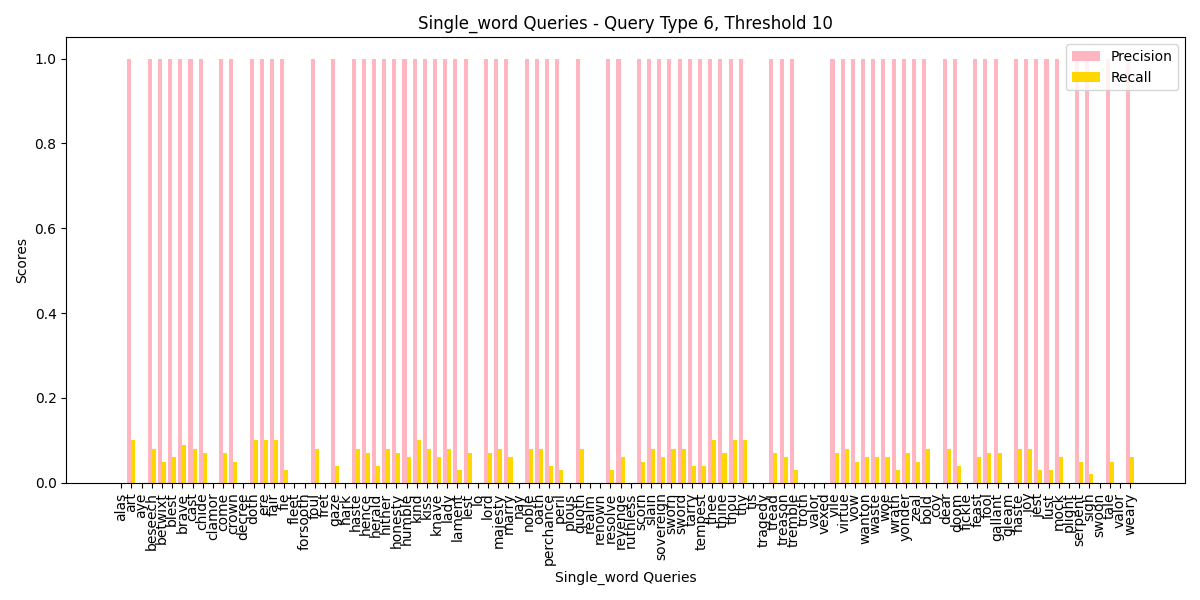 Single_word Queries - Query Type 6, Threshold 10
Precision
Recall
Scores
1.0
0.8
0.6
0.4
0.2
0.0
alas
art
aye
beseech
betwixt
blest
brave
cast
chide
clamor
come
crown
decree
doth
ere
fair
fie
fleet
forsooth
foul
fret
gaze
hark
haste
hence
herald
hither
honesty
humble
kind
kiss
knave
lady
lament
lest
lo
lord
majesty
marry
nay
noble
oath
perchance
peril
pious
quoth
realm
renown
resolve
revenge
ruthless
scorn
slain
sovereign
sworn
sword
tarry
tempest
thee
thine
thou
thy
tis
tragedy
tread
treason
tremble
troth
valor
vexed
vile
virtue
vow
wanton
waste
woe
wrath
yonder
zeal
bold
coy
dear
doom
fickle
feast
fool
gallant
gleam
haste
joy
jest
lust
mock
plight
serpent
sigh
swoon
tale
valor
weary
Single_word Queries